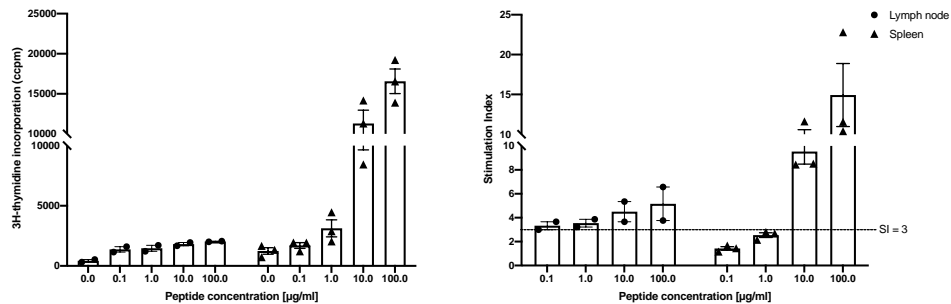 25000
20000
15000
10000
10000
5000
0
3H-thymidine incorporation (ccpm)
0.0 0.1 1.0 10.0 100.0 0.0 0.1 1.0 10.0 100.0
Peptide concentration [µg/ml]
25
20
15
10
10
8
6
4
2
0
Stimulation Index
Lymph node
Spleen
SI = 3
0.1 1.0 10.0 100.0 0.1 1.0 10.0 100.0
Peptide concentration [µg/ml]